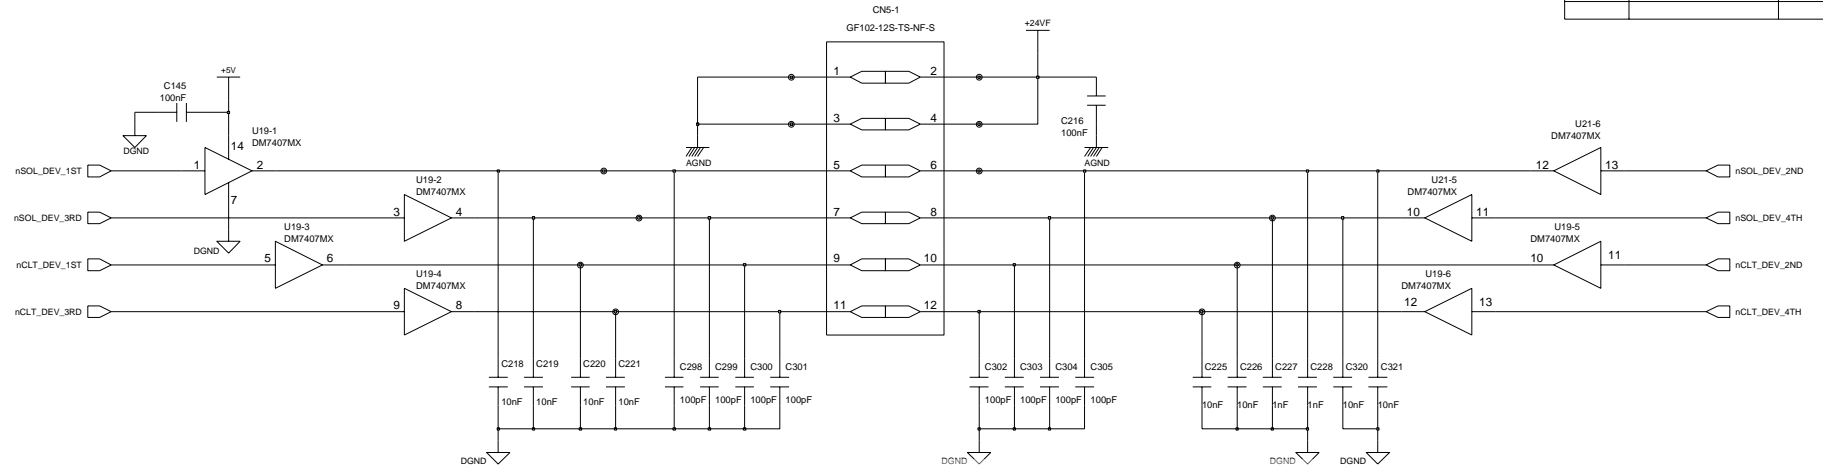 CN5-1
GF102-12S-TS-NF-S
+24VF
+5V
C145
100nF
DGND
1 2
3 4
C216
100nF
AGND
AGND
U19-1
DM7407MX
14
7
DGND
U21-6
DM7407MX
nSOL_DEV_1ST 1 2 5 6 12 13 nSOL_DEV_2ND
U19-2
DM7407MX
U21-5
DM7407MX
nSOL_DEV_3RD 3 4 7 8 10 11 nSOL_DEV_4TH
U19-3
DM7407MX
U19-5
DM7407MX
nCLT_DEV_1ST 5 6 9 10 10 11 nCLT_DEV_2ND
U19-4
DM7407MX
U19-6
DM7407MX
nCLT_DEV_3RD 9 8 11 12 12 13 nCLT_DEV_4TH
C218 C219 C220 C221 C298 C299 C300 C301 C302 C303 C304 C305 C225 C226 C227 C228 C320 C321
10nF 10nF 10nF 10nF 100pF 100pF 100pF 100pF 100pF 100pF 100pF 100pF 10nF 10nF 1nF 1nF 10nF 10nF
DGND DGND DGND DGND